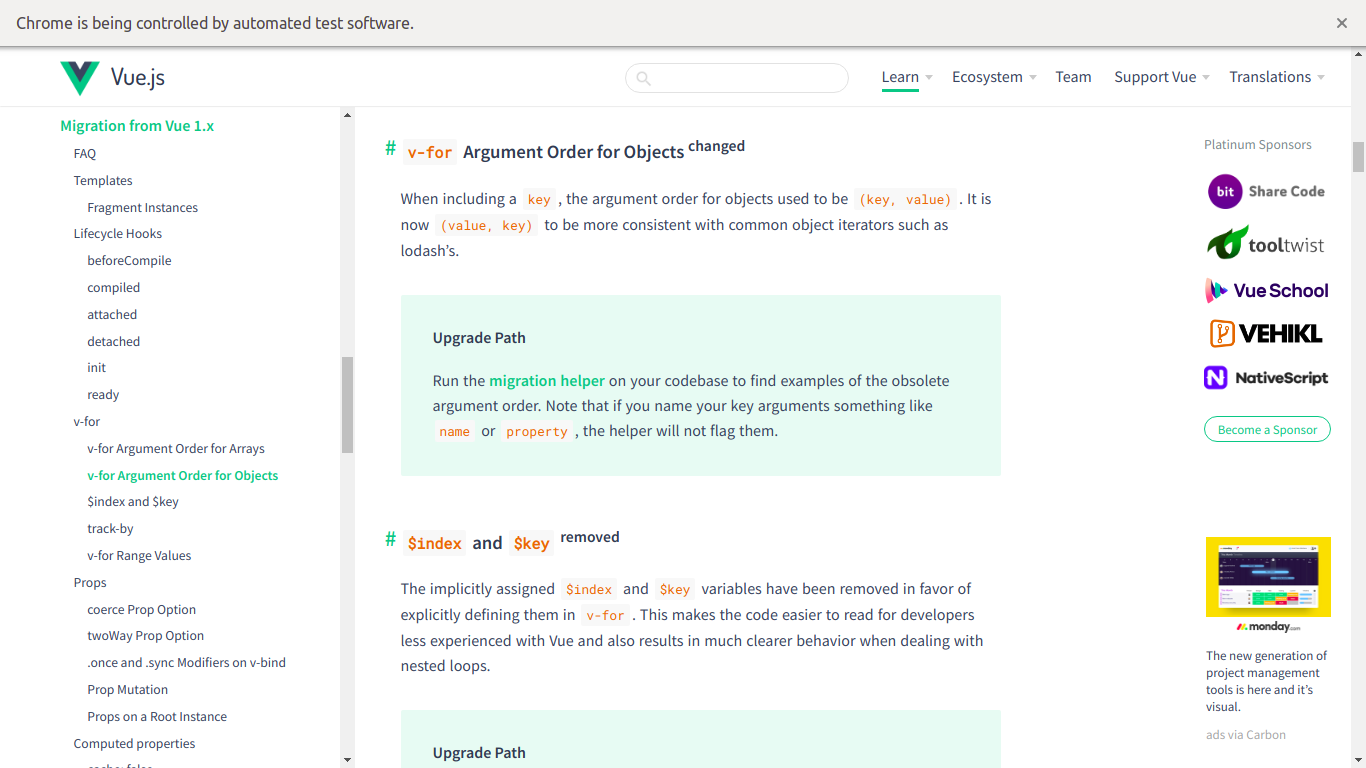 Chrome is being controlled by automated test software.
Vue.js
Learn
Ecosystem
Team
Support Vue
Translations
Migration from Vue 1.x
FAQ
Templates
Fragment Instances
Lifecycle Hooks
beforeCompile
compiled
attached
detached
init
ready
v-for
v-for Argument Order for Arrays
v-for Argument Order for Objects
$index and $key
track-by
v-for Range Values
Props
coerce Prop Option
twoWay Prop Option
.once and .sync Modifiers on v-bind
Prop Mutation
Props on a Root Instance
Computed properties
# v-for Argument Order for Objects changed
When including a key , the argument order for objects used to be (key, value) . It is
now (value, key) to be more consistent with common object iterators such as
lodash’s.
Upgrade Path
Run the migration helper on your codebase to find examples of the obsolete
argument order. Note that if you name your key arguments something like
name or property , the helper will not flag them.
# $index and $key removed
The implicitly assigned $index and $key variables have been removed in favor of
explicitly defining them in v-for . This makes the code easier to read for developers
less experienced with Vue and also results in much clearer behavior when dealing with
nested loops.
Upgrade Path
Platinum Sponsors
bit Share Code
tooltwist
Vue School
VEHIKL
N NativeScript
Become a Sponsor
monday.com
The new generation of
project management
tools is here and it’s
visual.
ads via Carbon